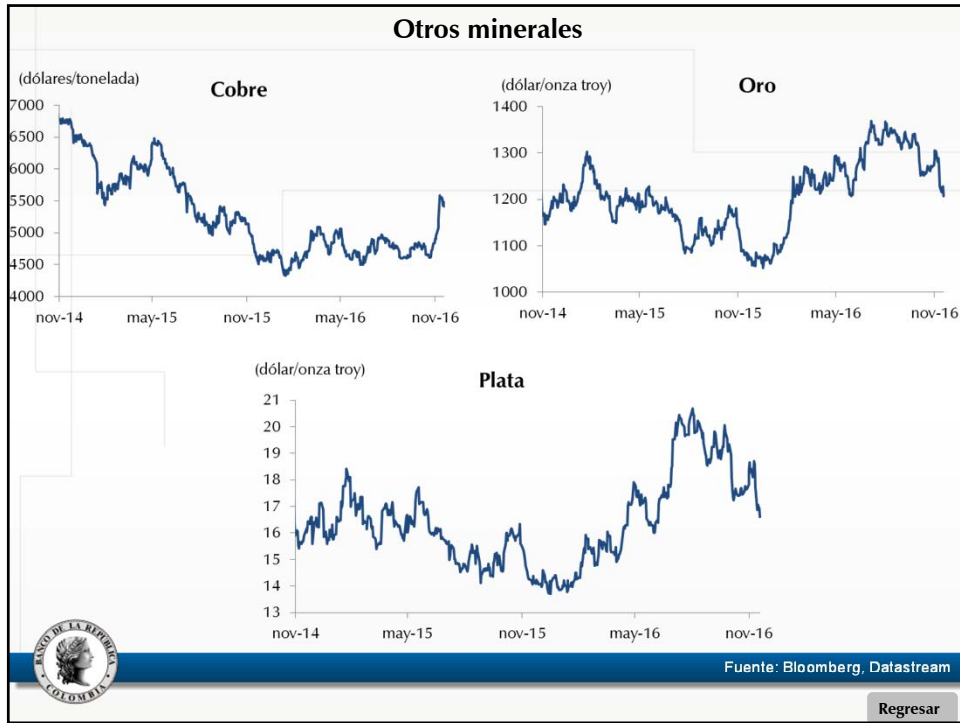 Otros minerales
(dólares/tonelada)
Cobre
7000
6500
6000
5500
5000
4500
4000
nov-14 may-15 nov-15 may-16 nov-16
(dólar/onza troy)
Oro
1400
1300
1200
1100
1000
nov-14 may-15 nov-15 may-16 nov-16
(dólar/onza troy)
Plata
21
20
19
18
17
16
15
14
13
nov-14 may-15 nov-15 may-16 nov-16
BANCO DE LA REPUBLICA
COLOMBIA
Fuente: Bloomberg, Datastream
Regresar